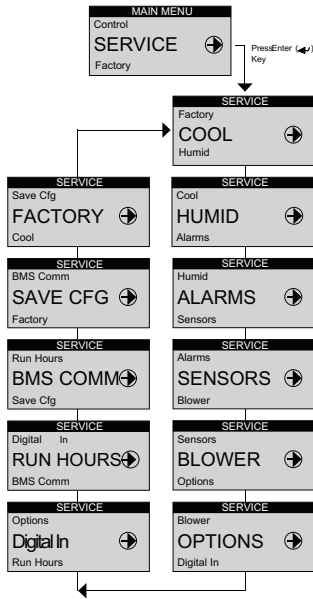 MAIN MENU
Control
SERVICE
Factory
PressEnter (↵)
Key
SERVICE
Factory
COOL
Humid
SERVICE
Save Cfg
FACTORY
Cool
SERVICE
Cool
HUMID
Alarms
SERVICE
BMS Comm
SAVE CFG
Factory
SERVICE
Humid
ALARMS
Sensors
SERVICE
Run Hours
BMS COMM
Save Cfg
SERVICE
Alarms
SENSORS
Blower
SERVICE
Digital In
RUN HOURS
BMS Comm
SERVICE
Sensors
BLOWER
Options
SERVICE
Options
Digital In
Run Hours
SERVICE
Blower
OPTIONS
Digital In